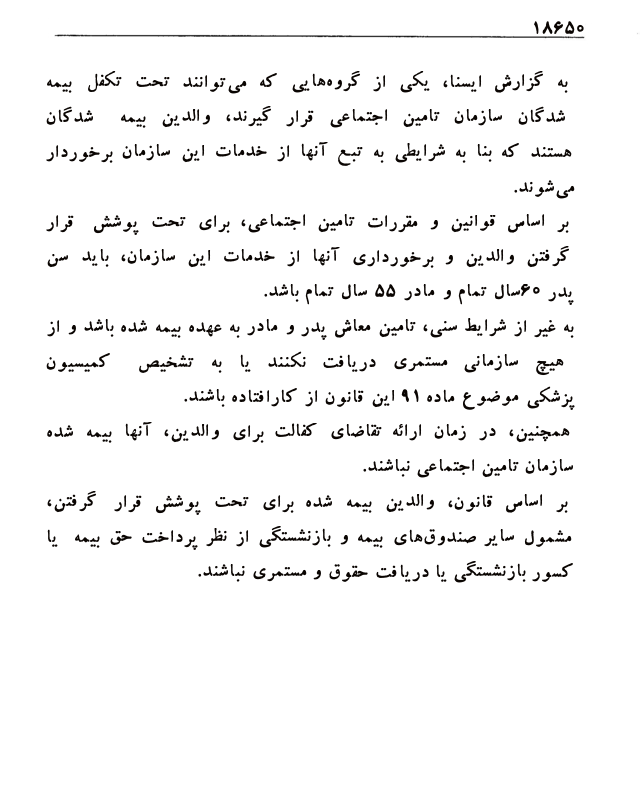 ۱۸۶۵۰
به گزارش ایسنا، یکی از گروه‌هایی که می‌توانند تحت تکفل بیمه
شدگان سازمان تامین اجتماعی قرار گیرند، والدین بیمه شدگان
هستند که بنا به شرایطی به تبع آنها از خدمات این سازمان برخوردار
می‌شوند.
بر اساس قوانین و مقررات تامین اجتماعی، برای تحت پوشش قرار
گرفتن والدین و برخورداری آنها از خدمات این سازمان، باید سن
پدر ۶۰سال تمام و مادر ۵۵ سال تمام باشد.
به غیر از شرایط سنی، تامین معاش پدر و مادر به عهده بیمه شده باشد و از
هیچ سازمانی مستمری دریافت نکنند یا به تشخیص کمیسیون
پزشکی موضوع ماده ۹۱ این قانون از کارافتاده باشند.
همچنین، در زمان ارائه تقاضای کفالت برای والدین، آنها بیمه شده
سازمان تامین اجتماعی نباشند.
بر اساس قانون، والدین بیمه شده برای تحت پوشش قرار گرفتن،
مشمول سایر صندوق‌های بیمه و بازنشستگی از نظر پرداخت حق بیمه یا
کسور بازنشستگی یا دریافت حقوق و مستمری نباشند.